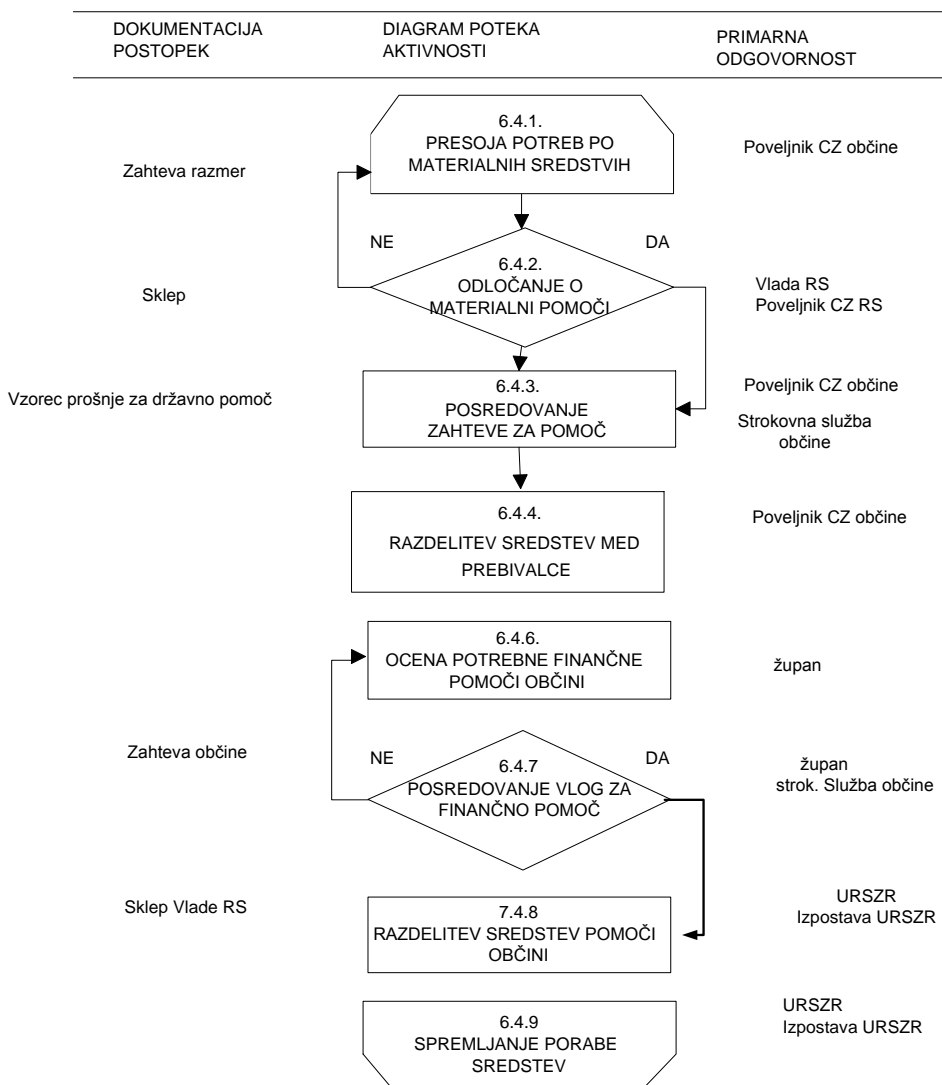 DOKUMENTACIJA
POSTOPEK
DIAGRAM POTEKA
AKTIVNOSTI
PRIMARNA
ODGOVORNOST
6.4.1.
PRESOJA POTREB PO
MATERIALNIH SREDSTVIH
Poveljnik CZ občine
Zahteva razmer
NE
DA
6.4.2.
ODLOČANJE O
MATERIALNI POMOČI
Sklep
Vlada RS
Poveljnik CZ RS
Vzorec prošnje za državno pomoč
6.4.3.
POSREDOVANJE
ZAHTEVE ZA POMOČ
Poveljnik CZ občine
Strokovna služba
občine
6.4.4.
RAZDELITEV SREDSTEV MED
PREBIVALCE
Poveljnik CZ občine
6.4.6.
OCENA POTREBNE FINANČNE
POMOČI OBČINI
župan
Zahteva občine
NE
DA
6.4.7
POSREDOVANJE VLOG ZA
FINANČNO POMOČ
župan
strok. Služba občine
Sklep Vlade RS
7.4.8
RAZDELITEV SREDSTEV POMOČI
OBČINI
URSZR
Izpostava URSZR
6.4.9
SPREMLJANJE PORABE
SREDSTEV
URSZR
Izpostava URSZR